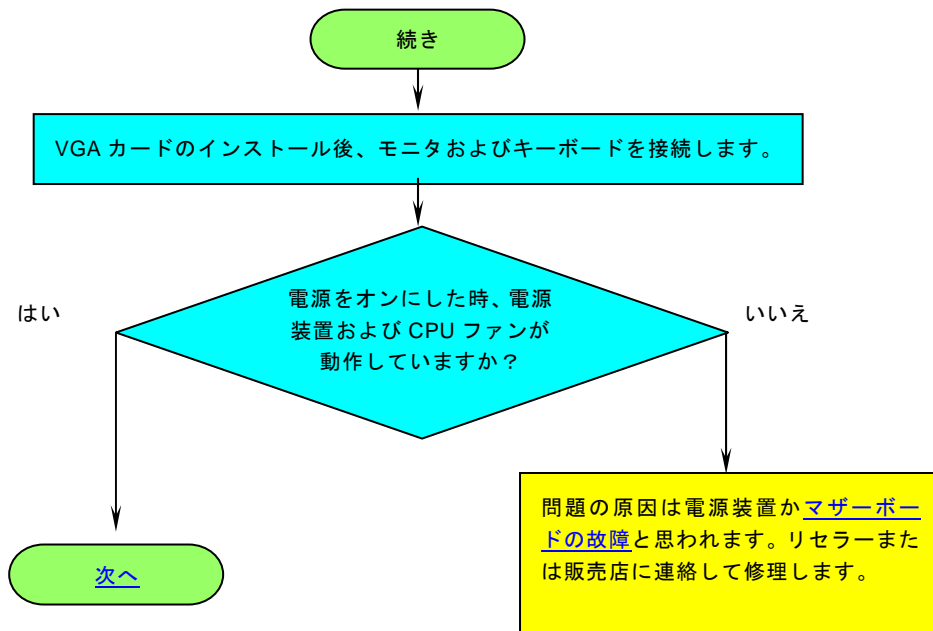 続き
VGA カードのインストール後、モニタおよびキーボードを接続します。
電源をオンにした時、電源
装置および CPU ファンが
動作していますか？
はい
いいえ
問題の原因は電源装置かマザーボー
ドの故障と思われます。リセラーまた
は販売店に連絡して修理します。
次へ